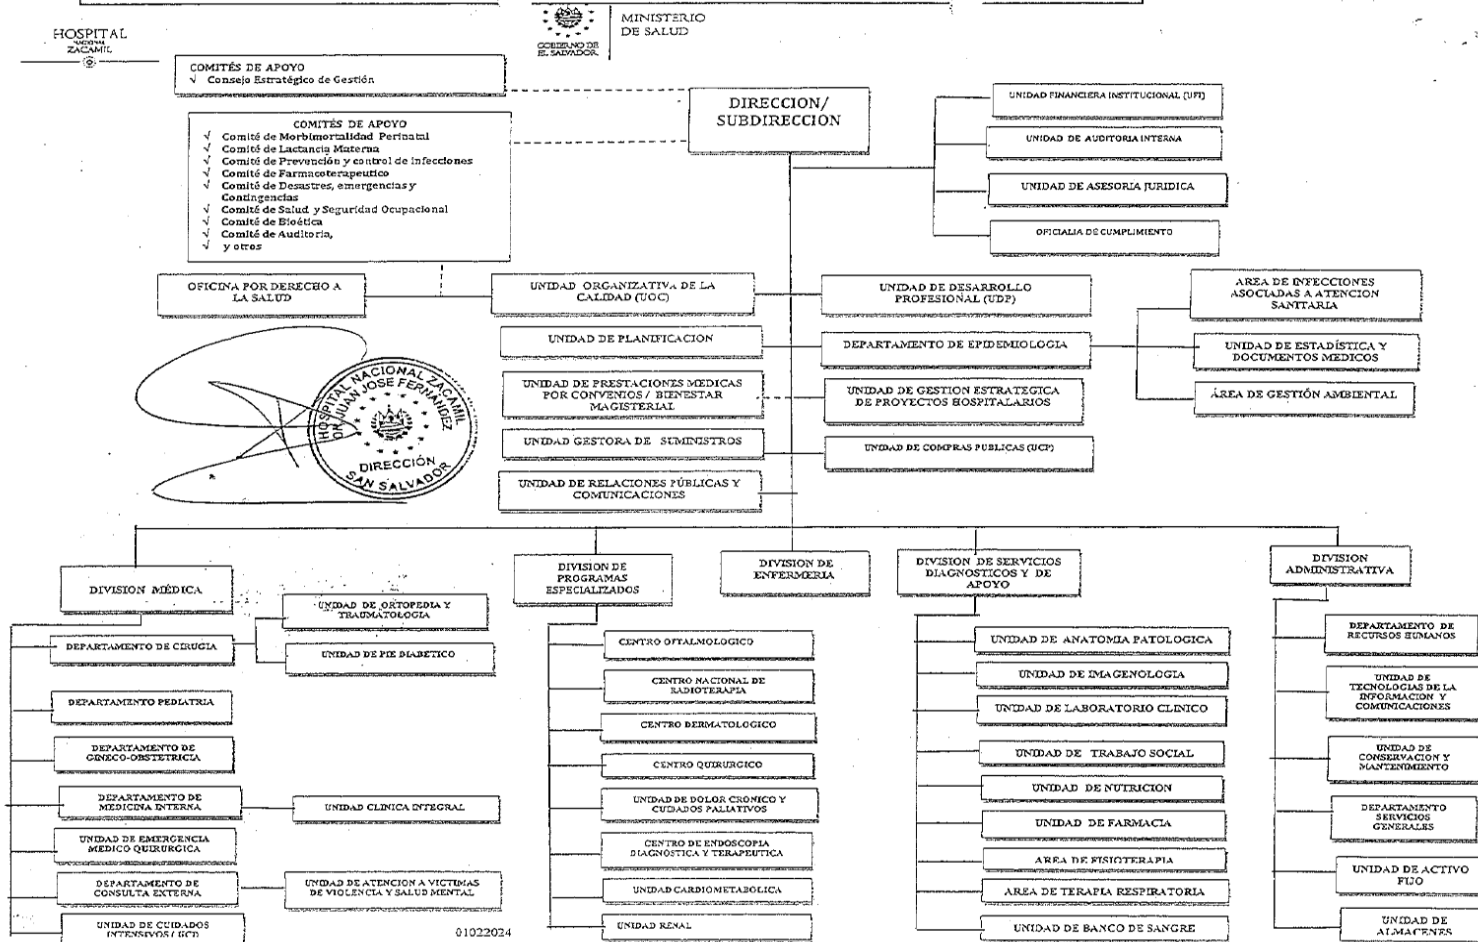 HOSPITAL
NACIONAL
ZACAMIL
GOBIERNO DE
EL SALVADOR
MINISTERIO
DE SALUD
COMITÉS DE APOYO
√ Consejo Estratégico de Gestión
COMITÉS DE APOYO
√ Comité de Morbimortalidad Perinatal
√ Comité de Lactancia Materna
√ Comité de Prevención y control de infecciones
√ Comité de Farmacoterapeutico
√ Comité de Desastres, emergencias y
Contingencias
√ Comité de Salud y Seguridad Ocupacional
√ Comité de Bioética
√ Comité de Auditoria,
√ y otros
DIRECCION/
SUBDIRECCION
UNIDAD FINANCIERA INSTITUCIONAL (UFI)
UNIDAD DE AUDITORIA INTERNA
UNIDAD DE ASESORIA JURIDICA
OFICIALIA DE CUMPLIMIENTO
OFICINA POR DERECHO A
LA SALUD
UNIDAD ORGANIZATIVA DE LA
CALIDAD (UOC)
UNIDAD DE DESARROLLO
PROFESIONAL (UDP)
AREA DE INFECCIONES
ASOCIADAS A ATENCION
SANITARIA
UNIDAD DE PLANIFICACION
DEPARTAMENTO DE EPIDEMIOLOGIA
UNIDAD DE ESTADÍSTICA Y
DOCUMENTOS MEDICOS
UNIDAD DE PRESTACIONES MEDICAS
POR CONVENIOS / BIENESTAR
MAGISTERIAL
UNIDAD DE GESTION ESTRATEGICA
DE PROYECTOS HOSPITALARIOS
ÁREA DE GESTIÓN AMBIENTAL
UNIDAD GESTORA DE SUMINISTROS
UNIDAD DE COMPRAS PUBLICAS (UCP)
UNIDAD DE RELACIONES PÚBLICAS Y
COMUNICACIONES
HOSPITAL NACIONAL ZACAMIL
JUAN JOSE FERNANDEZ
DIRECCIÓN
SAN SALVADOR
DIVISION MÉDICA
DIVISION DE
PROGRAMAS
ESPECIALIZADOS
DIVISION DE
ENFERMERIA
DIVISION DE SERVICIOS
DIAGNOSTICOS Y DE
APOYO
DIVISION
ADMINISTRATIVA
DEPARTAMENTO DE CIRUGIA
UNIDAD DE ORTOPEDIA Y
TRAUMATOLOGIA
UNIDAD DE PIE DIABETICO
DEPARTAMENTO PEDIATRIA
DEPARTAMENTO DE
GINECO-OBSTETRICIA
DEPARTAMENTO DE
MEDICINA INTERNA
UNIDAD CLINICA INTEGRAL
UNIDAD DE EMERGENCIA
MEDICO QUIRURGICA
DEPARTAMENTO DE
CONSULTA EXTERNA
UNIDAD DE ATENCION A VICTIMAS
DE VIOLENCIA Y SALUD MENTAL
UNIDAD DE CUIDADOS
INTENSIVOS /
CENTRO OFTALMOLOGICO
CENTRO NACIONAL DE
RADIOTERAPIA
CENTRO DERMATOLOGICO
CENTRO QUIRURGICO
UNIDAD DE DOLOR CRÓNICO Y
CUIDADOS PALIATIVOS
CENTRO DE ENDOSCOPIA
DIAGNOSTICA Y TERAPEUTICA
UNIDAD CARDIOMETABOLICA
UNIDAD RENAL
UNIDAD DE ANATOMIA PATOLOGICA
UNIDAD DE IMAGENOLOGIA
UNIDAD DE LABORATORIO CLINICO
UNIDAD DE TRABAJO SOCIAL
UNIDAD DE NUTRICION
UNIDAD DE FARMACIA
AREA DE FISIOTERAPIA
AREA DE TERAPIA RESPIRATORIA
UNIDAD DE BANCO DE SANGRE
DEPARTAMENTO DE
RECURSOS HUMANOS
UNIDAD DE
TECNOLOGIAS DE LA
INFORMACION Y
COMUNICACIONES
UNIDAD DE
CONSERVACION Y
MANTENIMIENTO
DEPARTAMENTO
SERVICIOS
GENERALES
UNIDAD DE ACTIVO
FIJO
UNIDAD DE
ALMACENES
01022024